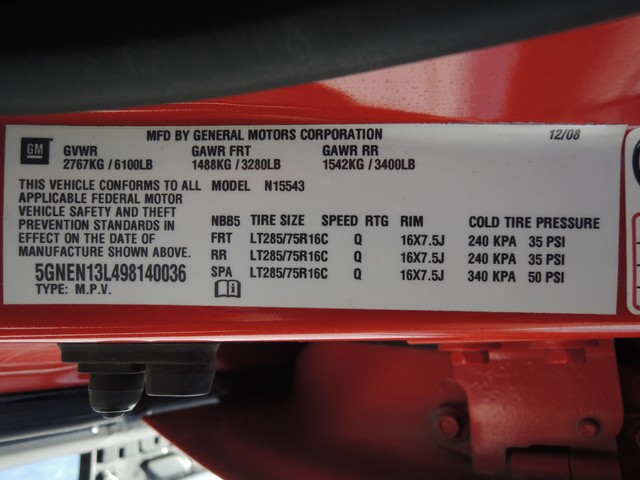 MFD BY GENERAL MOTORS CORPORATION 12/08
GM GVWR GAWR FRT GAWR RR
2767KG / 6100LB 1488KG / 3280LB 1542KG / 3400LB
THIS VEHICLE CONFORMS TO ALL MODEL N15543
APPLICABLE FEDERAL MOTOR
VEHICLE SAFETY AND THEFT
PREVENTION STANDARDS IN
EFFECT ON THE DATE OF
MANUFACTURE SHOWN ABOVE.
5GNEN13L498140036
TYPE: M.P.V.
NBB5 TIRE SIZE SPEED RTG RIM COLD TIRE PRESSURE
FRT LT285/75R16C Q 16X7.5J 240 KPA 35 PSI
RR LT285/75R16C Q 16X7.5J 240 KPA 35 PSI
SPA LT285/75R16C Q 16X7.5J 340 KPA 50 PSI